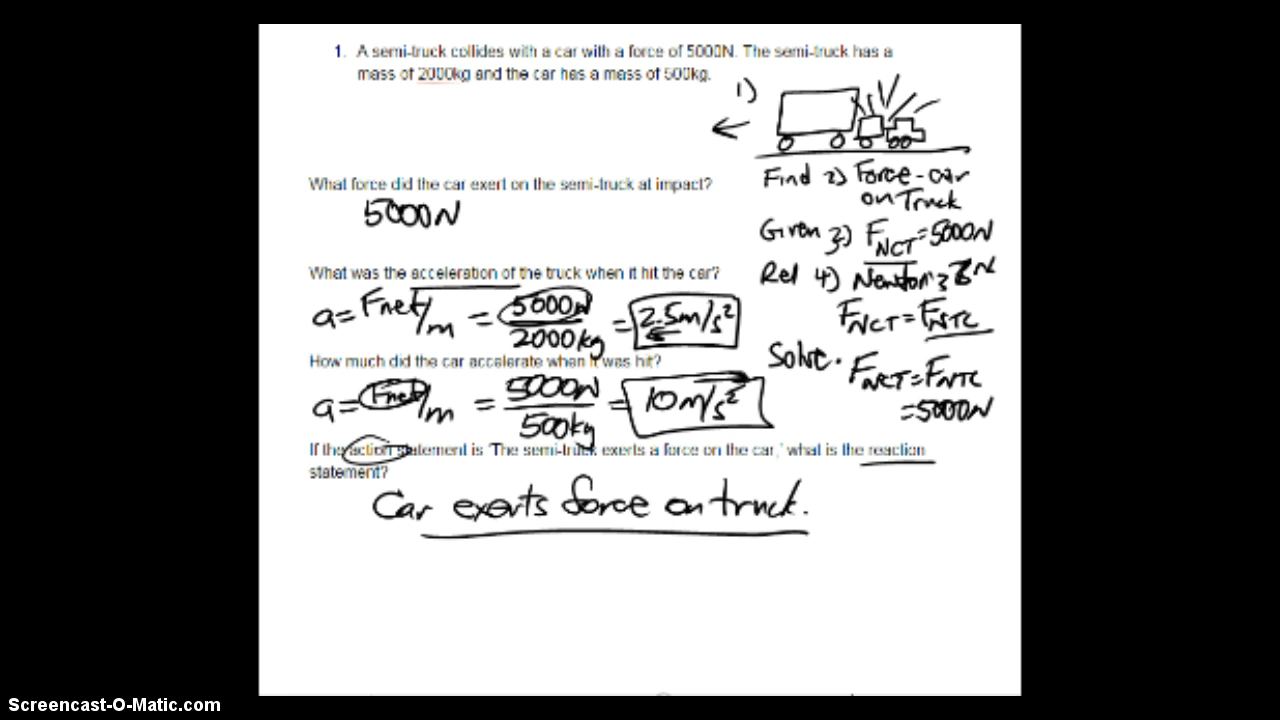 1. A semi-truck collides with a car with a force of 5000N. The semi-truck has a
mass of 2000kg and the car has a mass of 500kg.
1)
What force did the car exert on the semi-truck at impact?
5000N
Find 2) Force - car
on Truck
Given 3) FNCT = 5000N
Rel 4) Newton's
FNCT = FNTC
What was the acceleration of the truck when it hit the car?
a = Fnet/m = 5000N/2000kg = 2.5m/s²
How much did the car accelerate when it was hit?
a = Fnet/m = 5000N/500kg = 10m/s²
Solve. FNCT = FNTC
= 5000N
If the action statement is 'The semi-truck exerts a force on the car,' what is the reaction
statement?
Car exerts force on truck.
Screencast-O-Matic.com